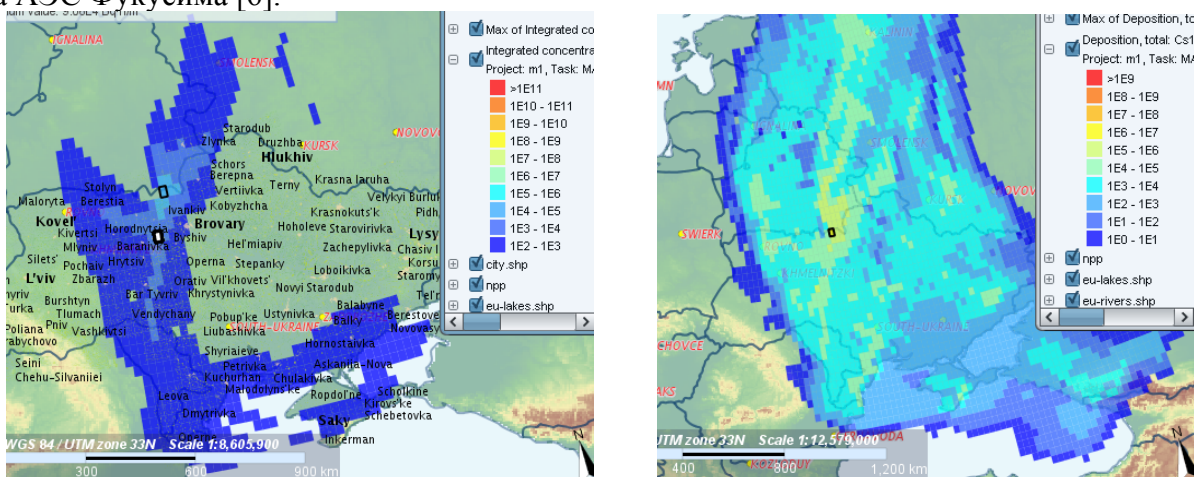 а АЭС Фукусима [6].
IGNALINA
Starodub
Zlynka Druzhba KURSK
Hlukhiv
Schors
Berepna
Stolyn Vertiivka Terny Krasna Iaruha
Maloryta Berestia
Ivankiv Kobyzhcha
Kovel' Krasnokuts'k
Kivertsi Horodnytsia Brovary Hoholeve Starovirivka
Mlyniv Baranivka Byshiv Hel'miapiv Zachepylivka
Silets' Hrytsiv
Pochaiv Operna Stepanky
L'viv Zbarazh Orativ Vil'khovets' Loboikivka
Bar Tyvriv Khrystynivka Novyi Starodub
Burshtyn
Tlumach Vendychany Balabyne
Pniv Vashkivtsi Pobup'ke Ustynivka Balky
Liubashivka SOUTH-UKRAINE
Hornostaivka
Seini Shyriaieve
Chehu-Silvaniiei Petrivka Askanija-Nova
Kuchurhan Chulakivka
Leova Malodolyns'ke Ropdol'ne Scholkine
Kirovs'ke
Dmytrivka Schebetovka
Saky
Inkerman
WGS 84 / UTM zone 33N Scale 1:8,605,900
300 600 900 km
Max of Integrated co
Integrated concentra
Project: m1, Task: MA
>1E11
1E10 - 1E11
1E9 - 1E10
1E8 - 1E9
1E7 - 1E8
1E6 - 1E7
1E5 - 1E6
1E4 - 1E5
1E3 - 1E4
1E2 - 1E3
city.shp
npp
eu-lakes.shp
SWIERK
SOUTH-UKRAINE
UTM zone 33N Scale 1:12,579,000
400 800 1,200 km
Max of Deposition, to
Deposition, total: Cs1
Project: m1, Task: MA
>1E9
1E8 - 1E9
1E7 - 1E8
1E6 - 1E7
1E5 - 1E6
1E4 - 1E5
1E3 - 1E4
1E2 - 1E3
1E1 - 1E2
1E0 - 1E1
npp
eu-lakes.shp
eu-rivers.shp